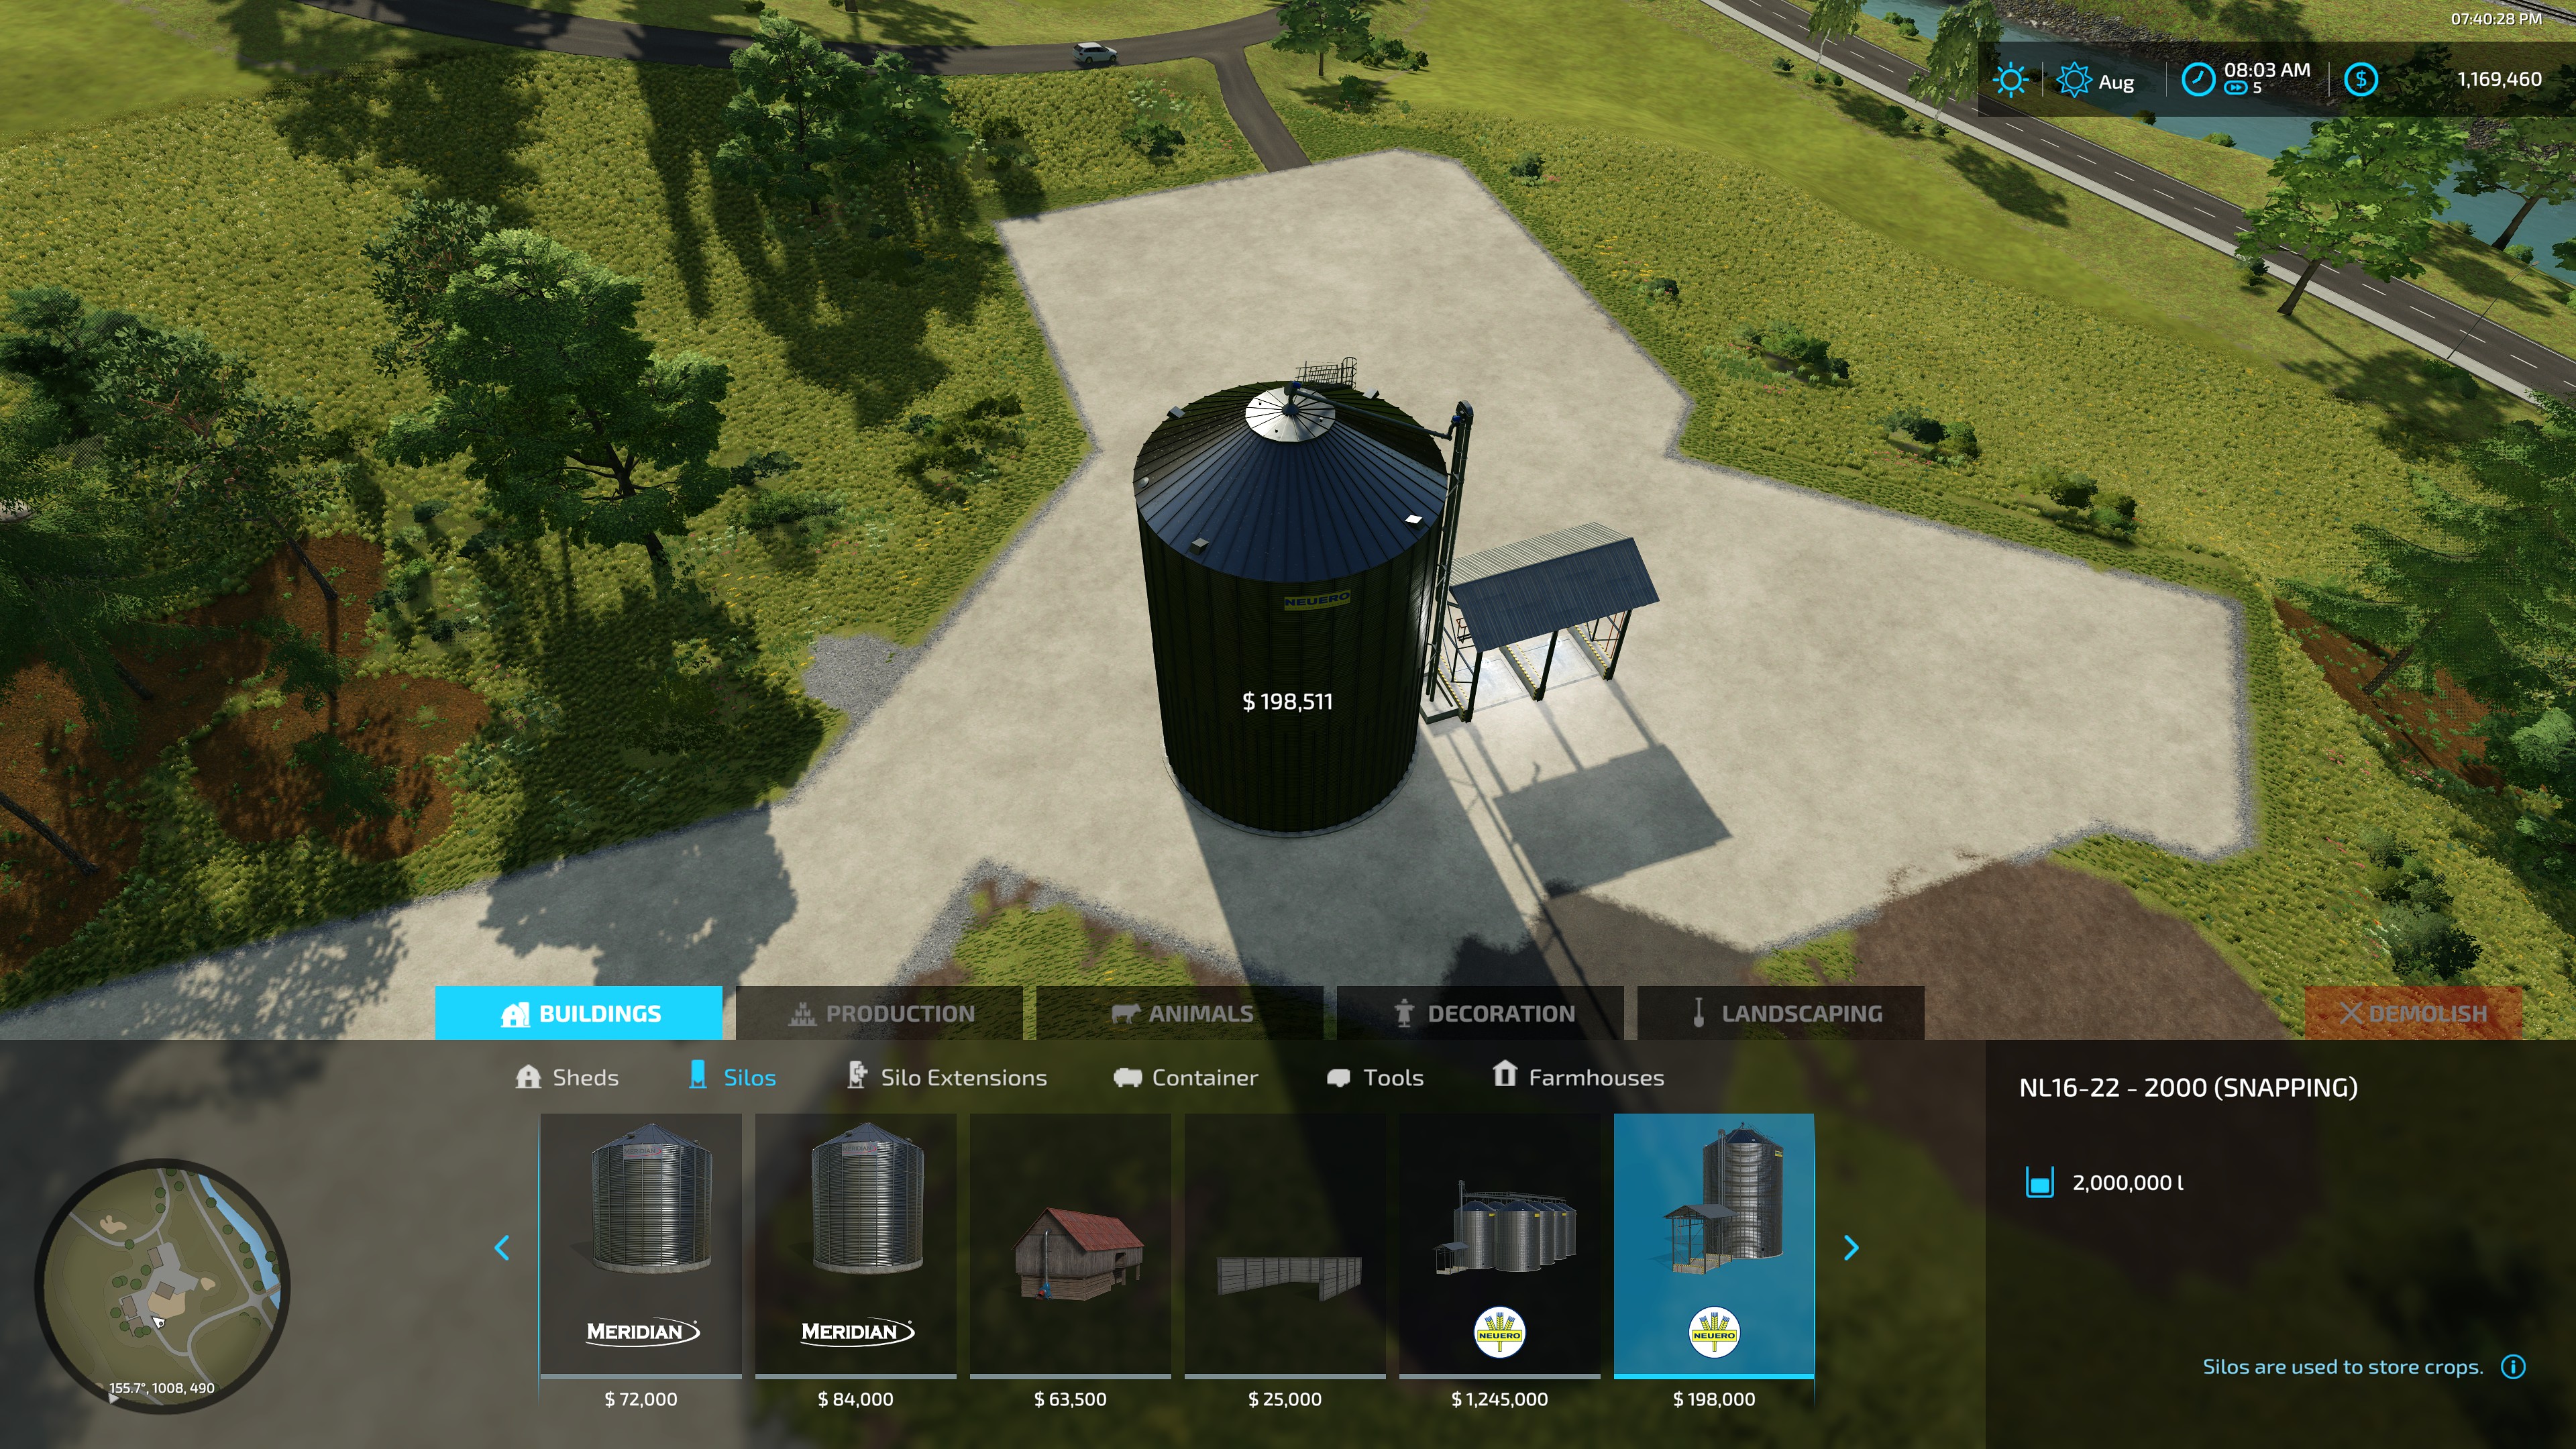 07:40:28 PM
Aug
08:03 AM
5
$
1,169,460
NEUERO
$ 198,511
BUILDINGS
PRODUCTION
ANIMALS
DECORATION
LANDSCAPING
DEMOLISH
Sheds
Silos
Silo Extensions
Container
Tools
Farmhouses
NL16-22 - 2000 (SNAPPING)
2,000,000 l
MERIDIAN
MERIDIAN
MERIDIAN
MERIDIAN
NEUERO
NEUERO
Silos are used to store crops.
155.7°, 1008, 490
$ 72,000
$ 84,000
$ 63,500
$ 25,000
$ 1,245,000
$ 198,000